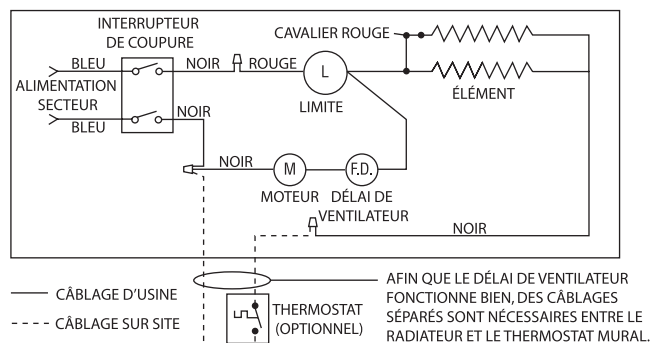 INTERRUPTEUR
DE COUPURE
CAVALIER ROUGE
BLEU
NOIR
ROUGE
L
ALIMENTATION
SECTEUR
LIMITE
ÉLÉMENT
NOIR
BLEU
NOIR
M
F.D.
MOTEUR
DÉLAI DE
VENTILATEUR
NOIR
CÂBLAGE D'USINE
CÂBLAGE SUR SITE
THERMOSTAT
(OPTIONNEL)
AFIN QUE LE DÉLAI DE VENTILATEUR
FONCTIONNE BIEN, DES CÂBLAGES
SÉPARÉS SONT NÉCESSAIRES ENTRE LE
RADIATEUR ET LE THERMOSTAT MURAL.